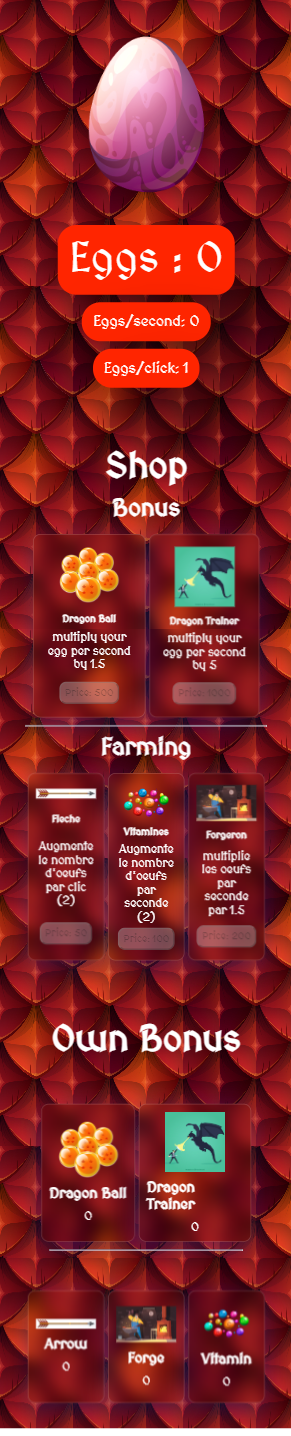 Eggs : 0
Eggs/second: 0
Eggs/click: 1
Shop
Bonus
Dragon Ball
multiply your
egg per second
by 1.5
Price: 500
Dragon Trainer
multiply your
egg per second
by 5
Price: 1000
Farming
Fleche
Augmente
le nombre
d'oeufs
par clic
(2)
Price: 50
Vitamines
Augmente
le nombre
d'oeufs
par
seconde
(2)
Price: 100
Forgeron
multiplie
les oeufs
par
seconde
par 1.5
Price: 200
Own Bonus
Dragon Ball
0
Dragon
Trainer
0
Arrow
0
Forge
0
Vitamin
0